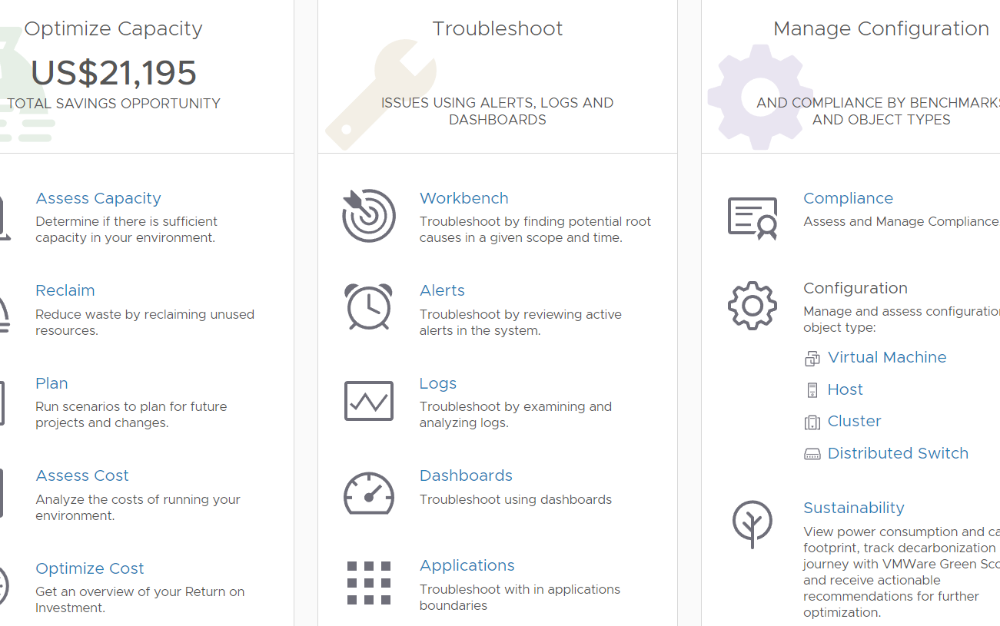 Optimize Capacity
US$21,195
TOTAL SAVINGS OPPORTUNITY
Assess Capacity
Determine if there is sufficient
capacity in your environment.
Reclaim
Reduce waste by reclaiming unused
resources.
Plan
Run scenarios to plan for future
projects and changes.
Assess Cost
Analyze the costs of running your
environment.
Optimize Cost
Get an overview of your Return on
Investment.
Troubleshoot
ISSUES USING ALERTS, LOGS AND
DASHBOARDS
Workbench
Troubleshoot by finding potential root
causes in a given scope and time.
Alerts
Troubleshoot by reviewing active
alerts in the system.
Logs
Troubleshoot by examining and
analyzing logs.
Dashboards
Troubleshoot using dashboards
Applications
Troubleshoot with in applications
boundaries
Manage Configuration
AND COMPLIANCE BY BENCHMARKS
AND OBJECT TYPES
Compliance
Assess and Manage Compliance
Configuration
Manage and assess configuration
object type:
Virtual Machine
Host
Cluster
Distributed Switch
Sustainability
View power consumption and
footprint, track decarbonization
journey with VMWare Green
and receive actionable
recommendations for further
optimization.